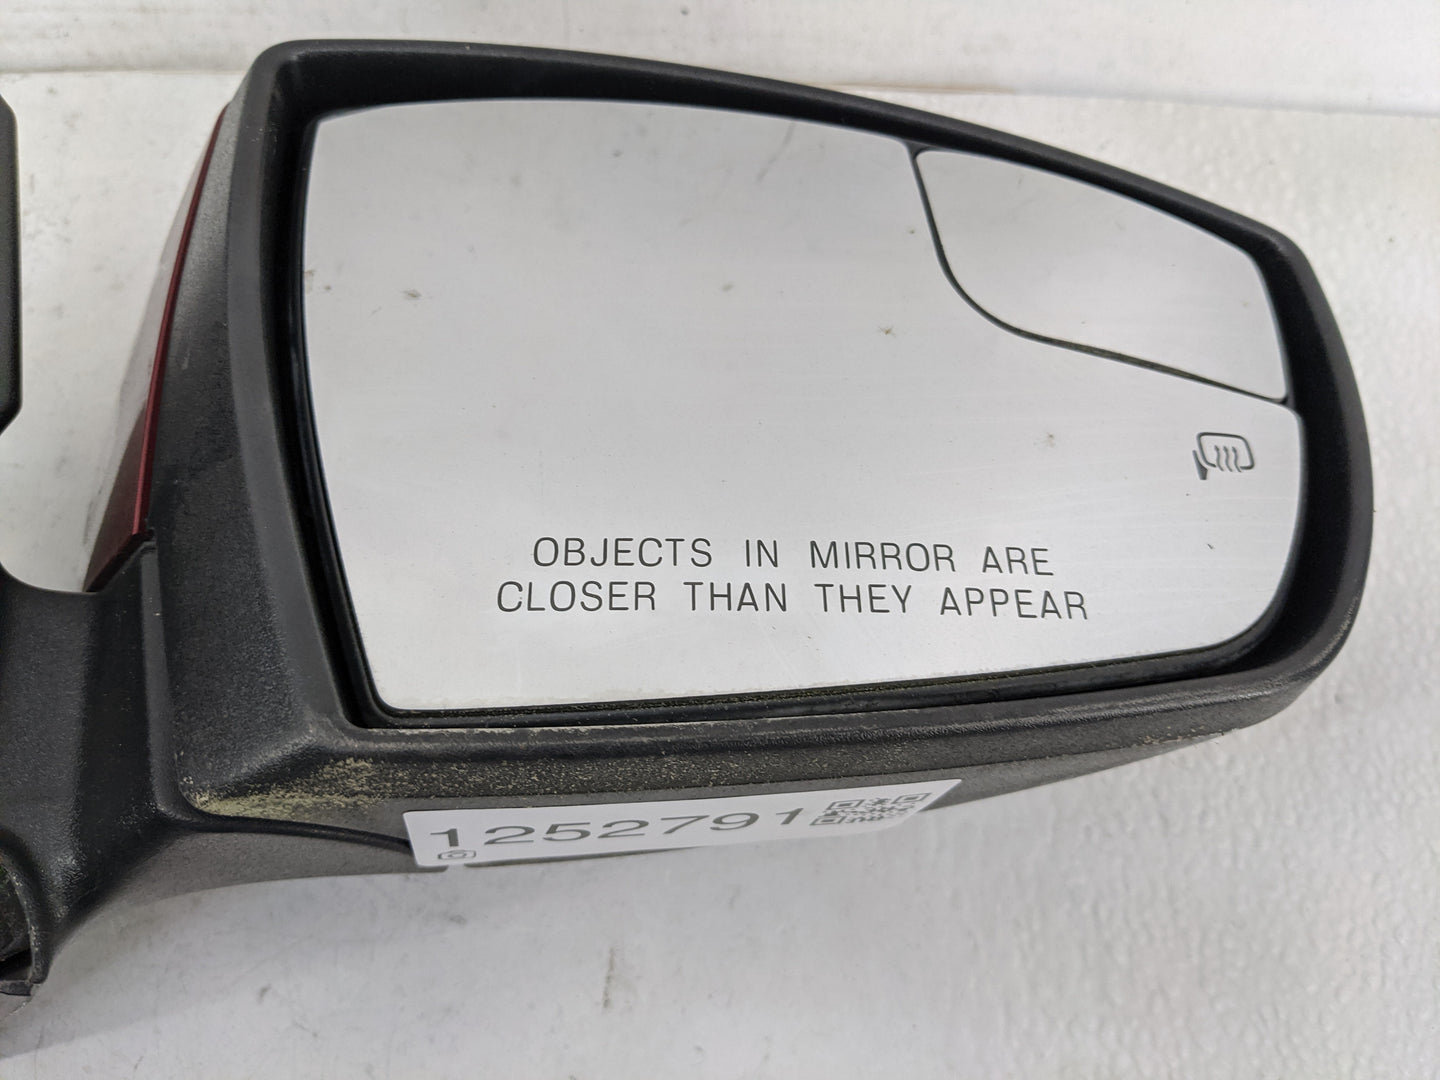 OBJECTS IN MIRROR ARE
CLOSER THAN THEY APPEAR
1252791